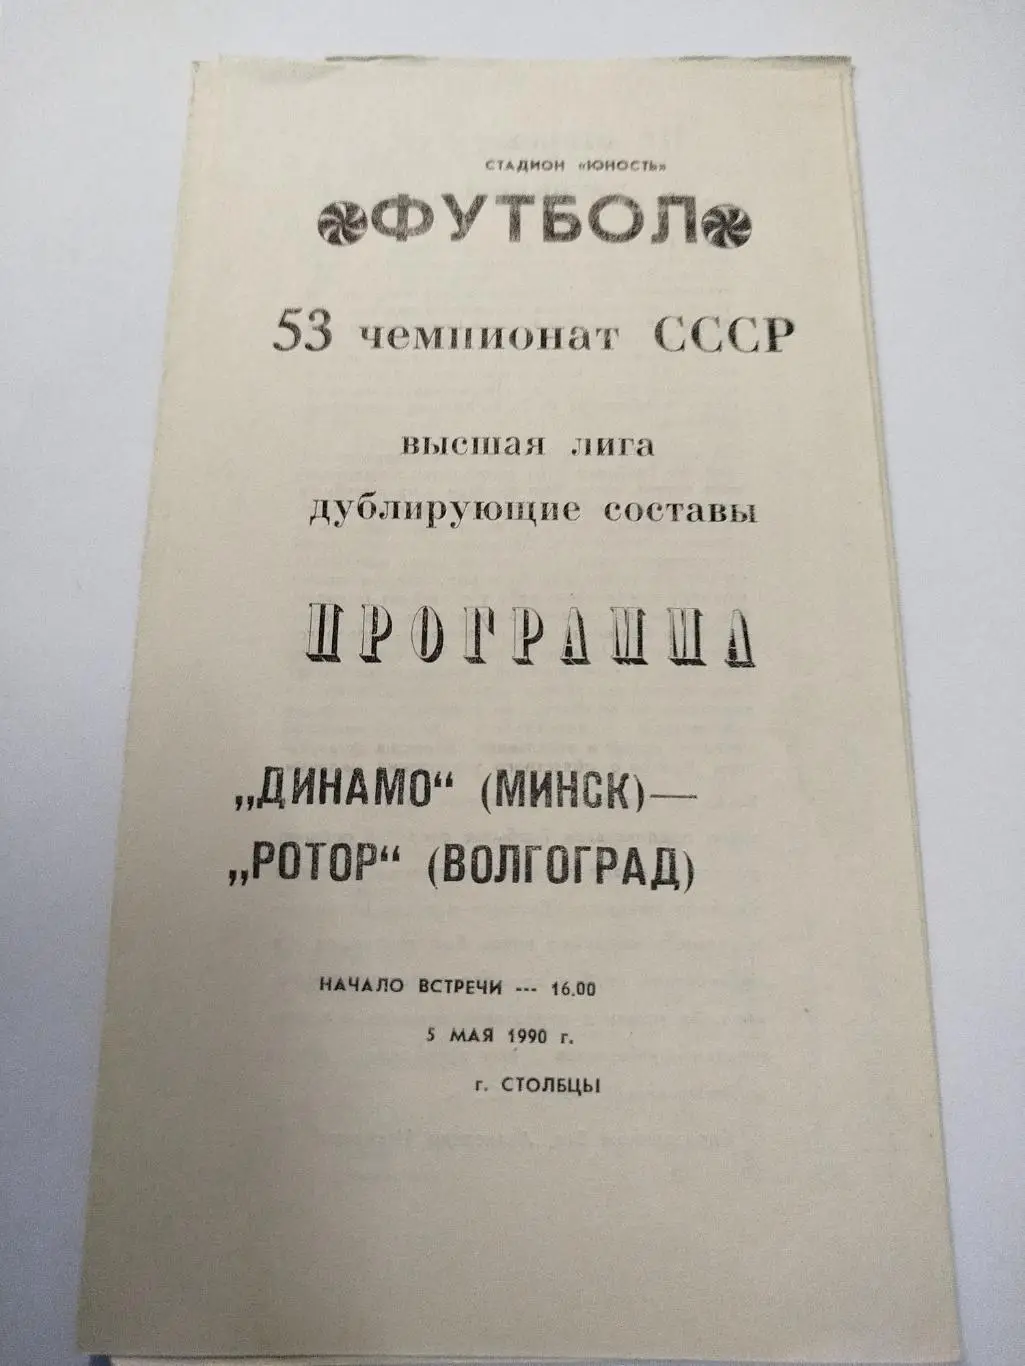 СТАДИОН «ЮНОСТЬ»
ФУТБОЛ
53 чемпионат СССР
высшая лига
дублирующие составы
ПРОГРАММА
„ДИНАМО“ (МИНСК)—
„РОТОР“ (ВОЛГОГРАД)
НАЧАЛО ВСТРЕЧИ --- 16.00
5 МАЯ 1990 г.
г. СТОЛБЦЫ